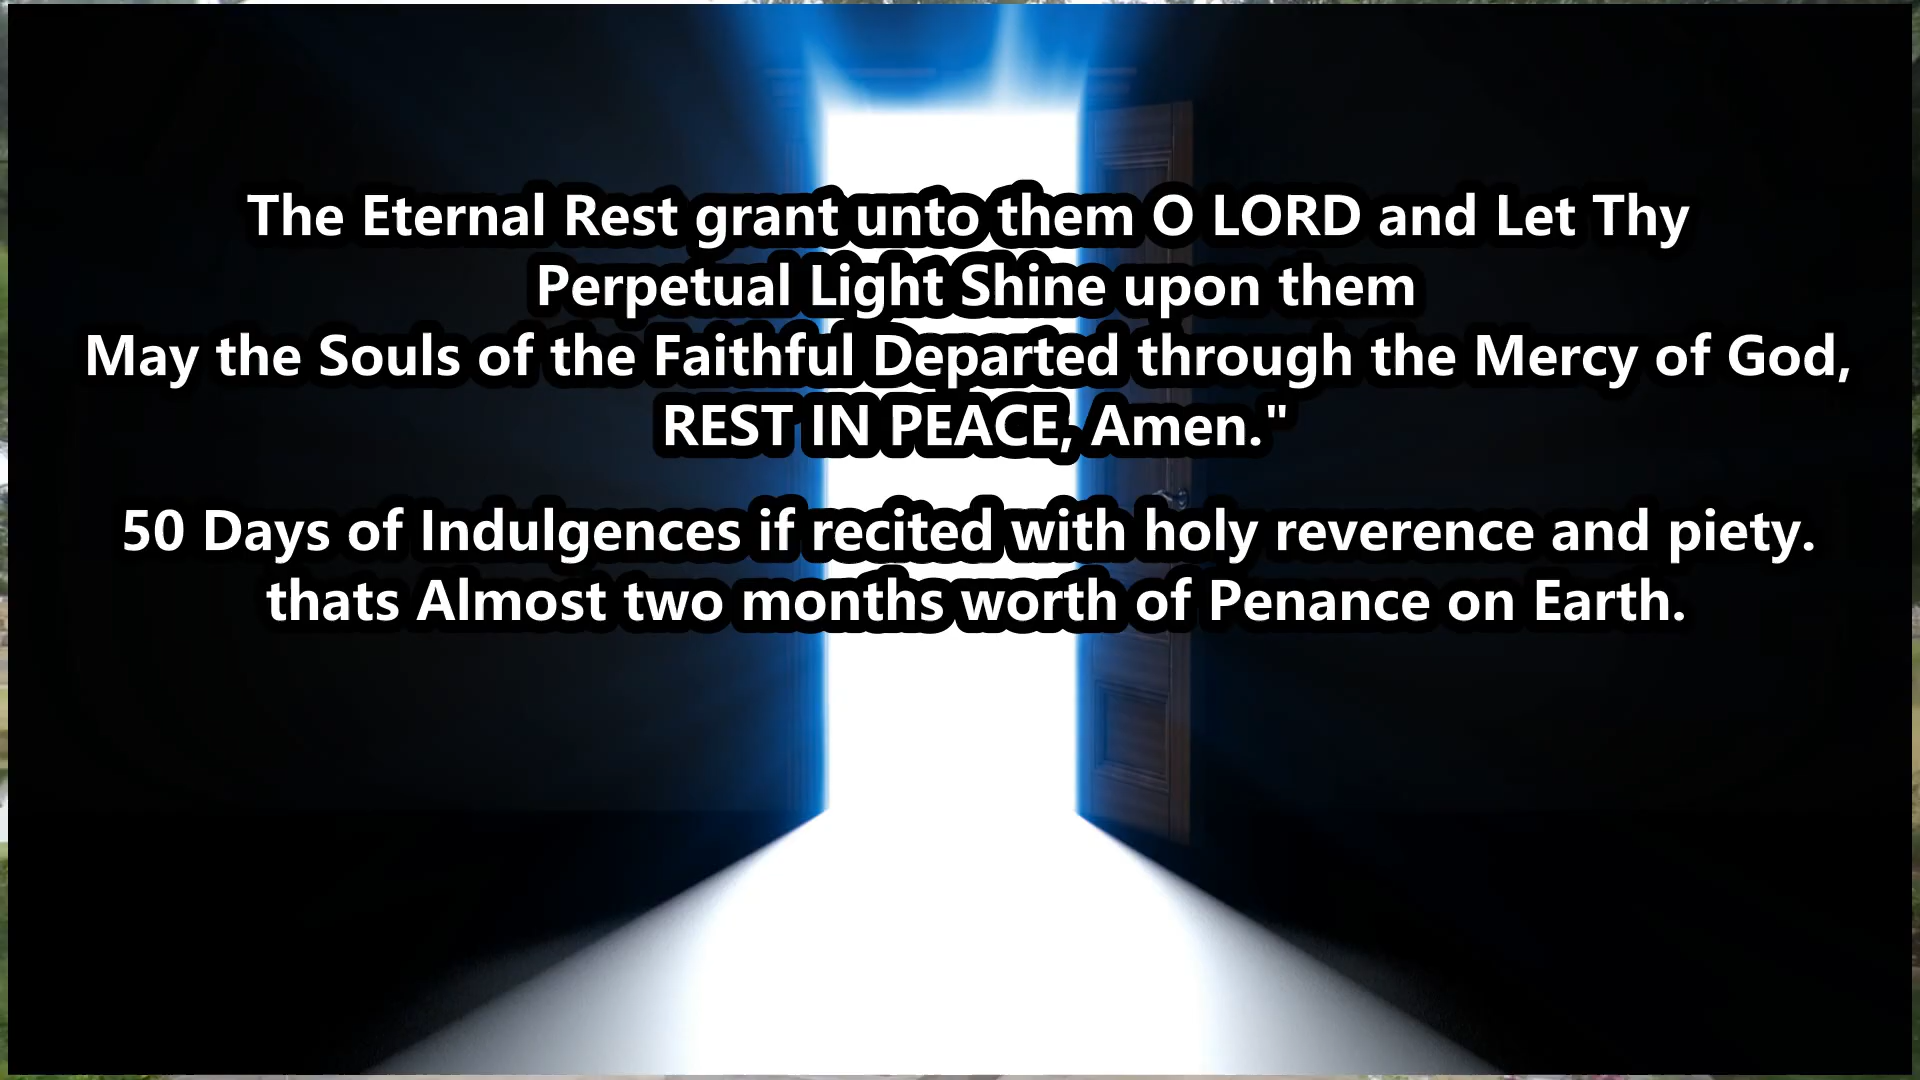 The Eternal Rest grant unto them O LORD and Let Thy
Perpetual Light Shine upon them
May the Souls of the Faithful Departed through the Mercy of God,
REST IN PEACE, Amen."
50 Days of Indulgences if recited with holy reverence and piety.
thats Almost two months worth of Penance on Earth.